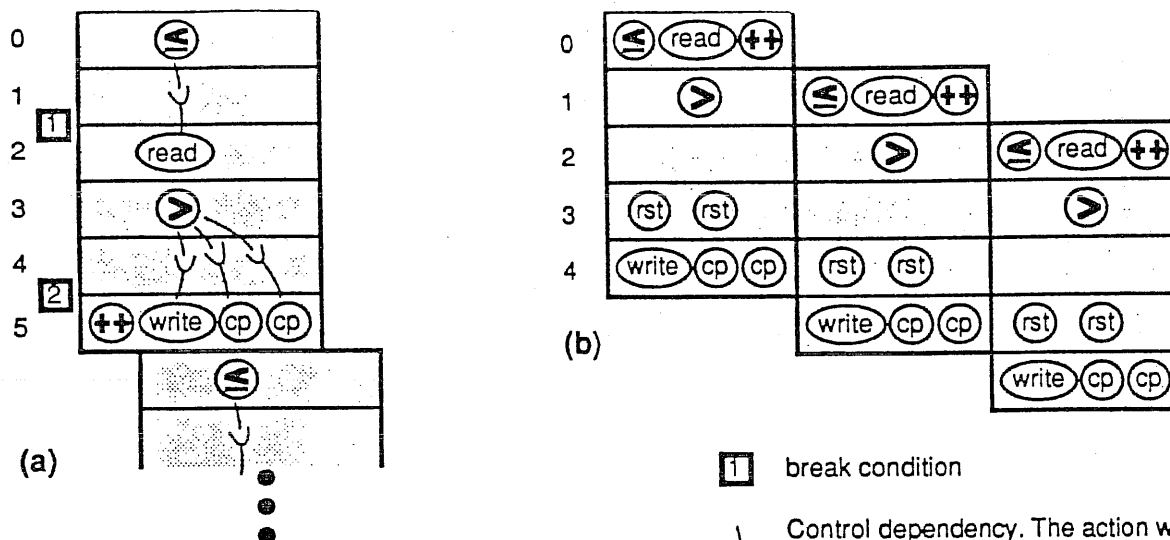 0 ≤
1
1
2 read
3 >
4
2
5 ++ write cp cp
≤
(a)
0 ≤ read ++
1 > ≤ read ++
2 > ≤ read ++
3 rst rst >
4 write cp cp rst rst
write cp cp rst rst
(b)
write cp cp
1 break condition
Control dependency. The action w